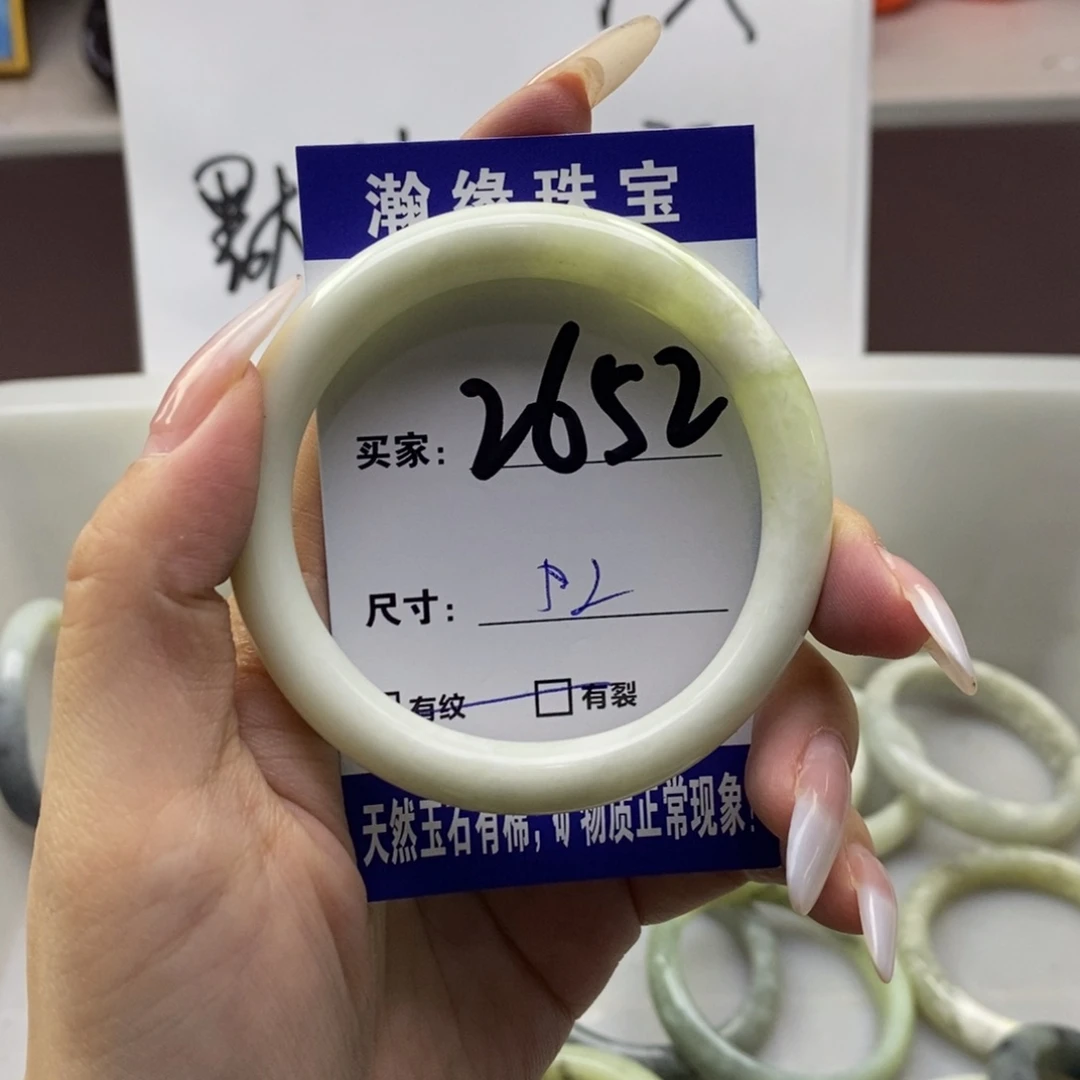 默
瀚缘珠宝
买家: 2652
尺寸:
有纹 □有裂
天然玉石有棉,矿物质正常现象!